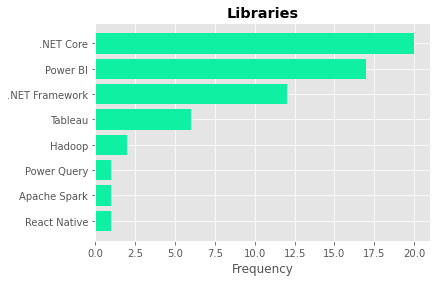 Libraries
.NET Core
Power BI
.NET Framework
Tableau
Hadoop
Power Query
Apache Spark
React Native
0.0 2.5 5.0 7.5 10.0 12.5 15.0 17.5 20.0
Frequency